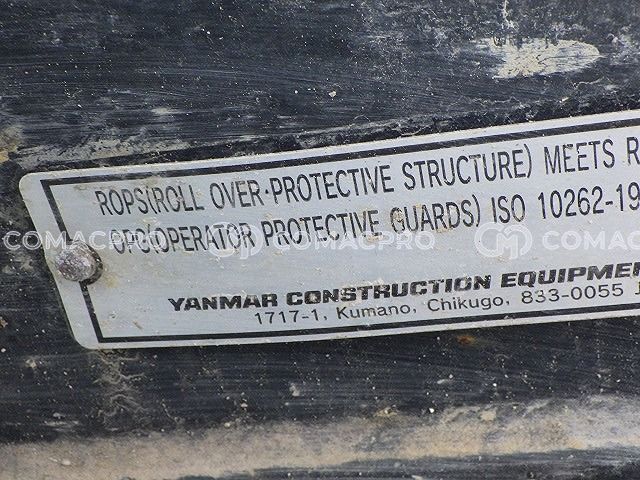 ROPS(ROLL OVER-PROTECTIVE STRUCTURE) MEETS R
OPG(OPERATOR PROTECTIVE GUARDS) ISO 10262-19
COMACPRO COMACPRO COMAC
YANMAR CONSTRUCTION EQUIPMEN
1717-1, Kumano, Chikugo, 833-0055 J